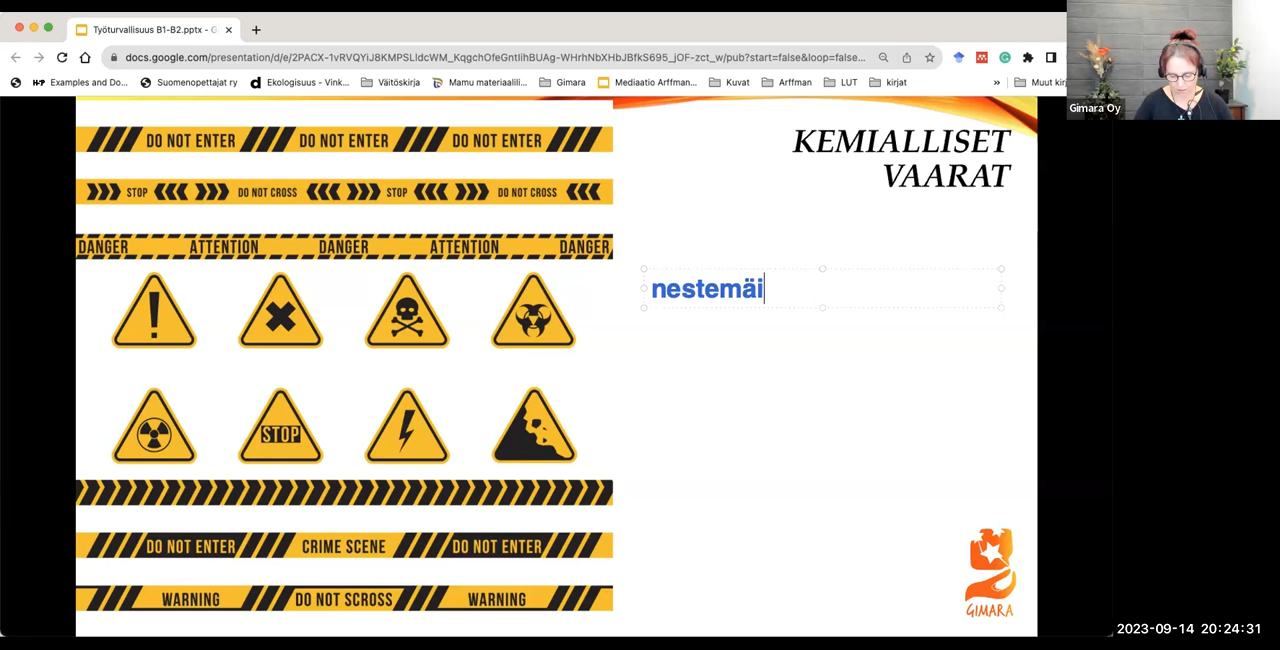 Työturvallisuus B1-B2.pptx - G
docs.google.com/presentation/d/e/2PACX-1vRVQYiJ8KMPSLldcWM_KqgchOfeGntIihBUAg-WHrhNbXHbJBfkS695_jOF-zct_w/pub?start=false&loop=false...
Examples and Do... Suomenopettajat ry Ekologisuus - Vink... Väitöskirja Mamu materiaalili... Gimara Mediaatio Arffman... Kuvat Arffman LUT kirjat » Muut kirj
Gimara Oy
DO NOT ENTER DO NOT ENTER DO NOT ENTER
STOP DO NOT CROSS STOP DO NOT CROSS
DANGER ATTENTION DANGER ATTENTION DANGER
STOP
DO NOT ENTER CRIME SCENE DO NOT ENTER
WARNING DO NOT SCROSS WARNING
KEMIALLISET
VAARAT
nestemäi
GIMARA
2023-09-14 20:24:31